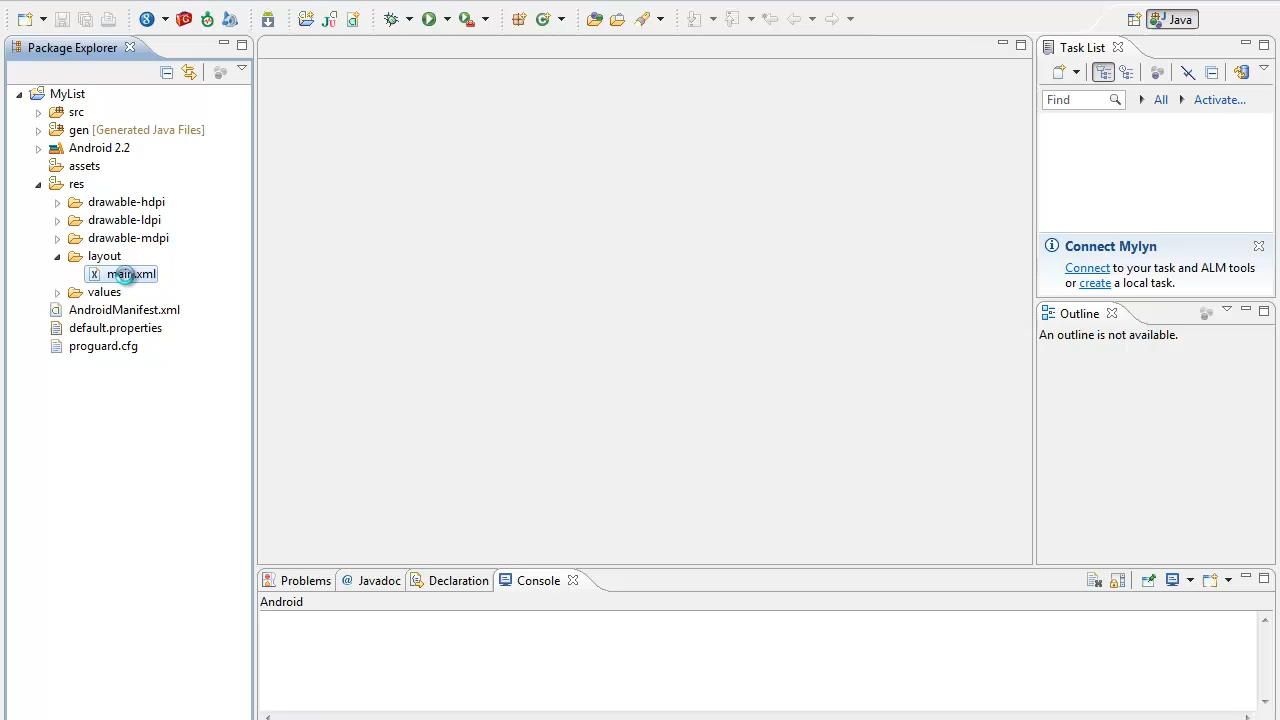 Java
Package Explorer
MyList
src
gen [Generated Java Files]
Android 2.2
assets
res
drawable-hdpi
drawable-ldpi
drawable-mdpi
layout
main.xml
values
AndroidManifest.xml
default.properties
proguard.cfg
Task List
Find
All
Activate...
Connect Mylyn
Connect to your task and ALM tools
or create a local task.
Outline
An outline is not available.
Problems
@ Javadoc
Declaration
Console
Android